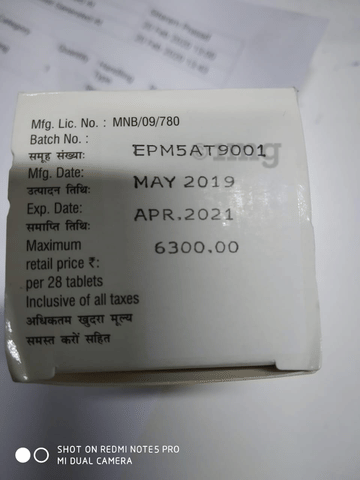 Mfg. Lic. No. : MNB/09/780
Batch No. :
समूह संख्याः EPM5AT9001
Mfg. Date:
उत्पादन तिथिः MAY 2019
Exp. Date:
समाप्ति तिथिः APR.2021
Maximum 6300.00
retail price ₹:
per 28 tablets
Inclusive of all taxes
अधिकतम खुदरा मूल्य
समस्त करों सहित
SHOT ON REDMI NOTE5 PRO
MI DUAL CAMERA